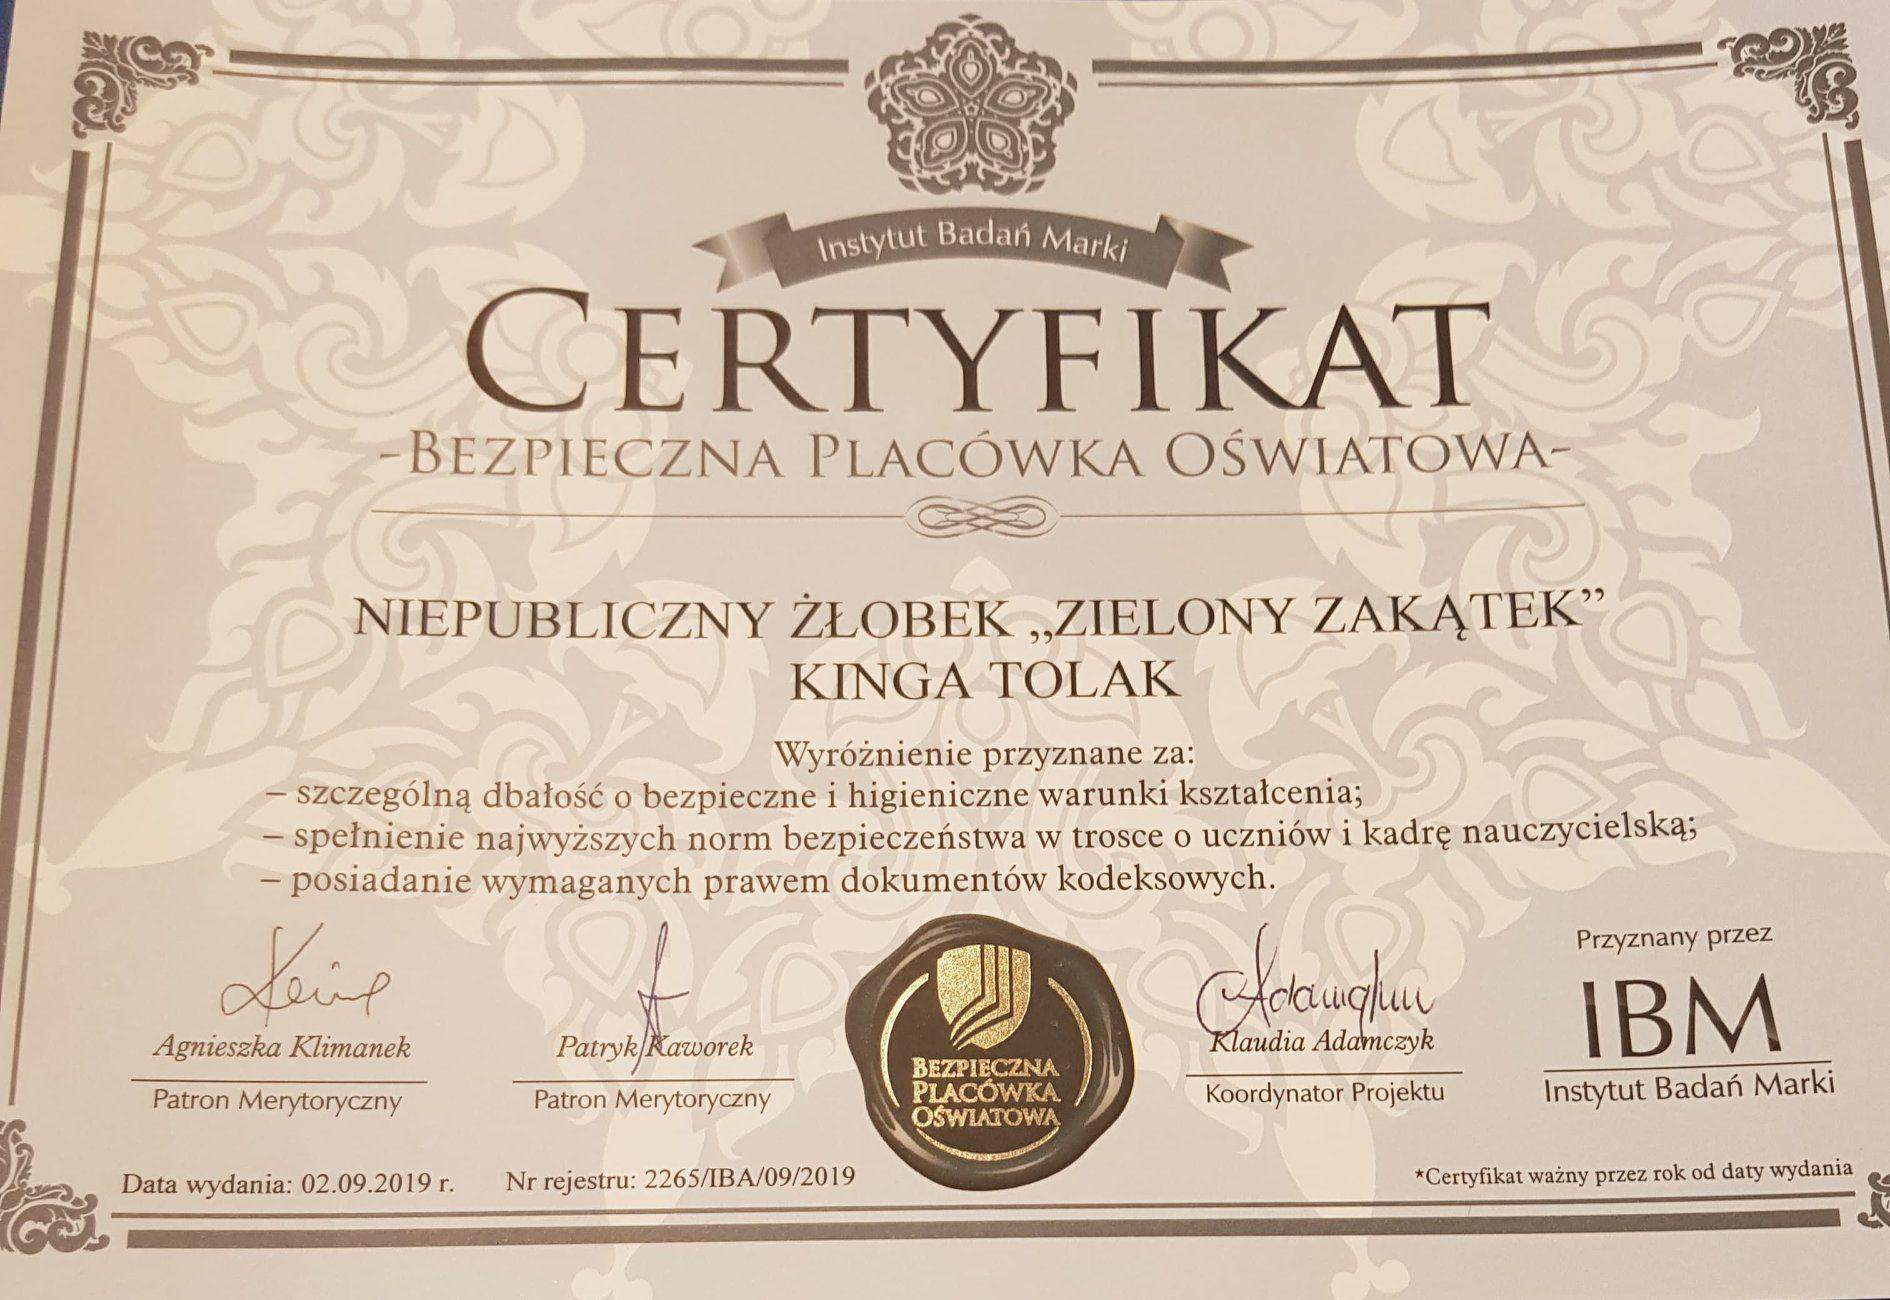 Instytut Badań Marki
CERTYFIKAT
-BEZPIECZNA PLACÓWKA OŚWIATOWA-
NIEPUBLICZNY ŻŁOBEK „ZIELONY ZAKĄTEK”
KINGA TOLAK
Wyróżnienie przyznane za:
– szczególną dbałość o bezpieczne i higieniczne warunki kształcenia;
– spełnienie najwyższych norm bezpieczeństwa w trosce o uczniów i kadrę nauczycielską;
– posiadanie wymaganych prawem dokumentów kodeksowych.
Agnieszka Klimanek
Patron Merytoryczny
Patryk Kaworek
Patron Merytoryczny
BEZPIECZNA
PLACÓWKA
OŚWIATOWA
Klaudia Adamczyk
Koordynator Projektu
Przyznany przez
IBM
Instytut Badań Marki
Data wydania: 02.09.2019 r.
Nr rejestru: 2265/IBA/09/2019
*Certyfikat ważny przez rok od daty wydania